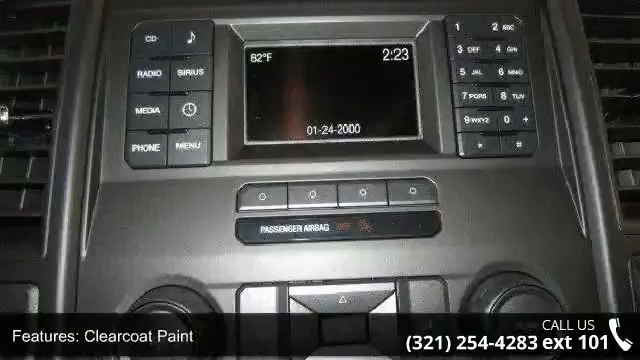 CD
RADIO
SIRIUS
MEDIA
PHONE
MENU
82°F
2:23
01-24-2000
1
2 ABC
3 DEF
4 GHI
5 JKL
6 MNO
7 PQRS
8 TUV
9 WXYZ
0 +
*
#
PASSENGER AIRBAG OFF
Features: Clearcoat Paint
CALL US
(321) 254-4283 ext 101